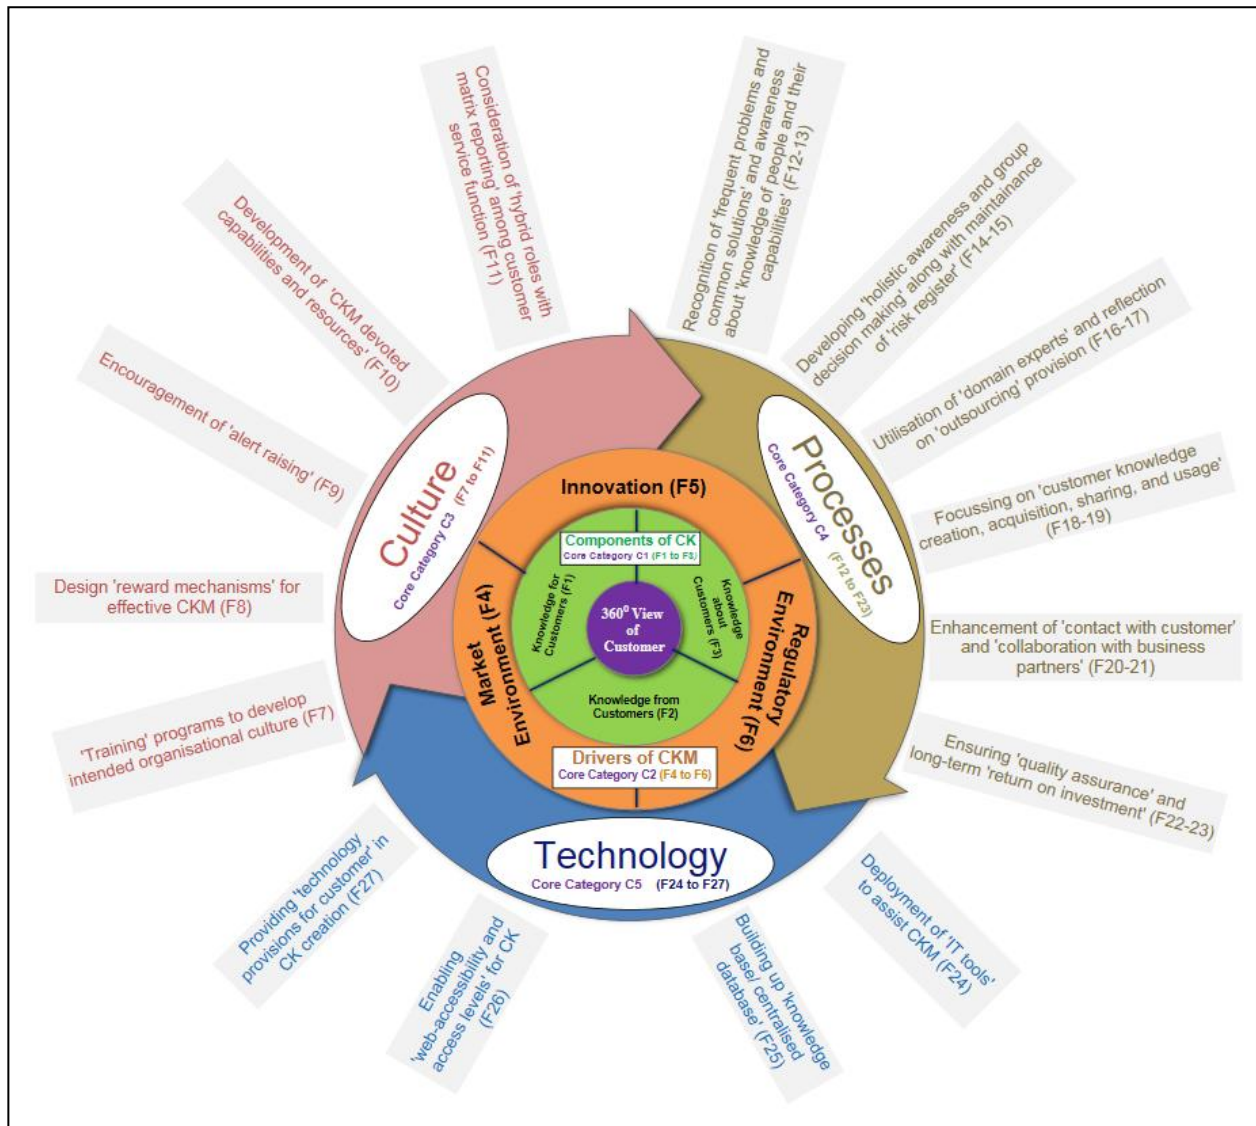 Consideration of 'hybrid roles with
matrix reporting' among customer
service function (F11)
Development of 'CKM devoted
capabilities and resources' (F10)
Encouragement of 'alert raising' (F9)
Design 'reward mechanisms' for
effective CKM (F8)
'Training' programs to develop
intended organisational culture (F7)
Recognition of 'frequent problems and
common solutions' and awareness
about 'knowledge of people and their
capabilities' (F12-13)
Developing 'holistic awareness and group
decision making' along with maintainance
of 'risk register' (F14-15)
Utilisation of 'domain experts' and reflection
on 'outsourcing' provision (F16-17)
Focussing on 'customer knowledge
creation, acquisition, sharing, and usage'
(F18-19)
Enhancement of 'contact with customer'
and 'collaboration with business
partners' (F20-21)
Ensuring 'quality assurance' and
long-term 'return on investment' (F22-23)
Deployment of 'IT tools'
to assist CKM (F24)
Building up 'knowledge
base/ centralised
database' (F25)
Enabling
'web-accessibility and
access levels' for CK
(F26)
Providing 'technology
provisions for customer' in
CK creation (F27)
Culture
Core Category C3 (F7 to F11)
Processes
Core Category C4 (F12 to F23)
Technology
Core Category C5 (F24 to F27)
Innovation (F5)
Market
Environment (F4)
Regulatory
Environment (F6)
Drivers of CKM
Core Category C2 (F4 to F6)
Components of CK
Core Category C1 (F1 to F3)
Knowledge for
Customers (F1)
Knowledge
about
Customers (F3)
Knowledge from
Customers (F2)
360⁰ View
of
Customer